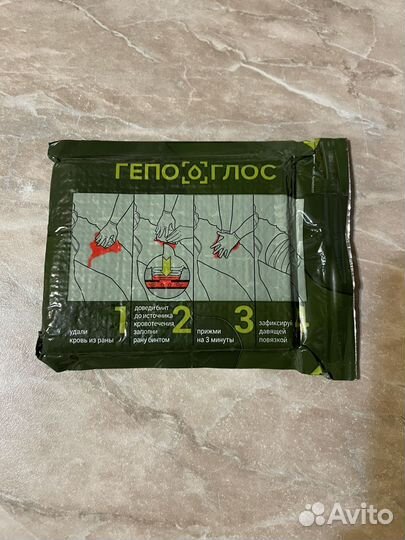 ГЕПО ГЛОС
1
удали
кровь из раны
доведи бинт
до источника
кровотечения,
заполни
рану бинтом
2
прижми
на 3 минуты
3
зафиксируй
давящей
повязкой
Avito